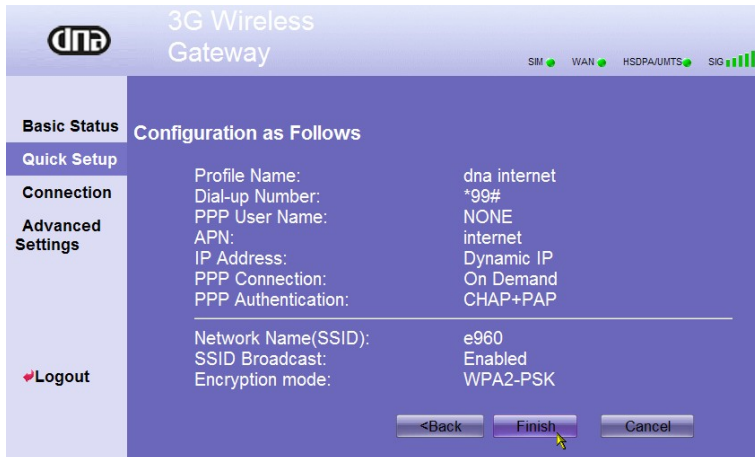 dna
3G Wireless
Gateway
SIM WAN HSDPA/UMTS SIG
Basic Status
Quick Setup
Connection
Advanced
Settings
Logout
Configuration as Follows
Profile Name: dna internet
Dial-up Number: *99#
PPP User Name: NONE
APN: internet
IP Address: Dynamic IP
PPP Connection: On Demand
PPP Authentication: CHAP+PAP
Network Name(SSID): e960
SSID Broadcast: Enabled
Encryption mode: WPA2-PSK
<Back Finish Cancel